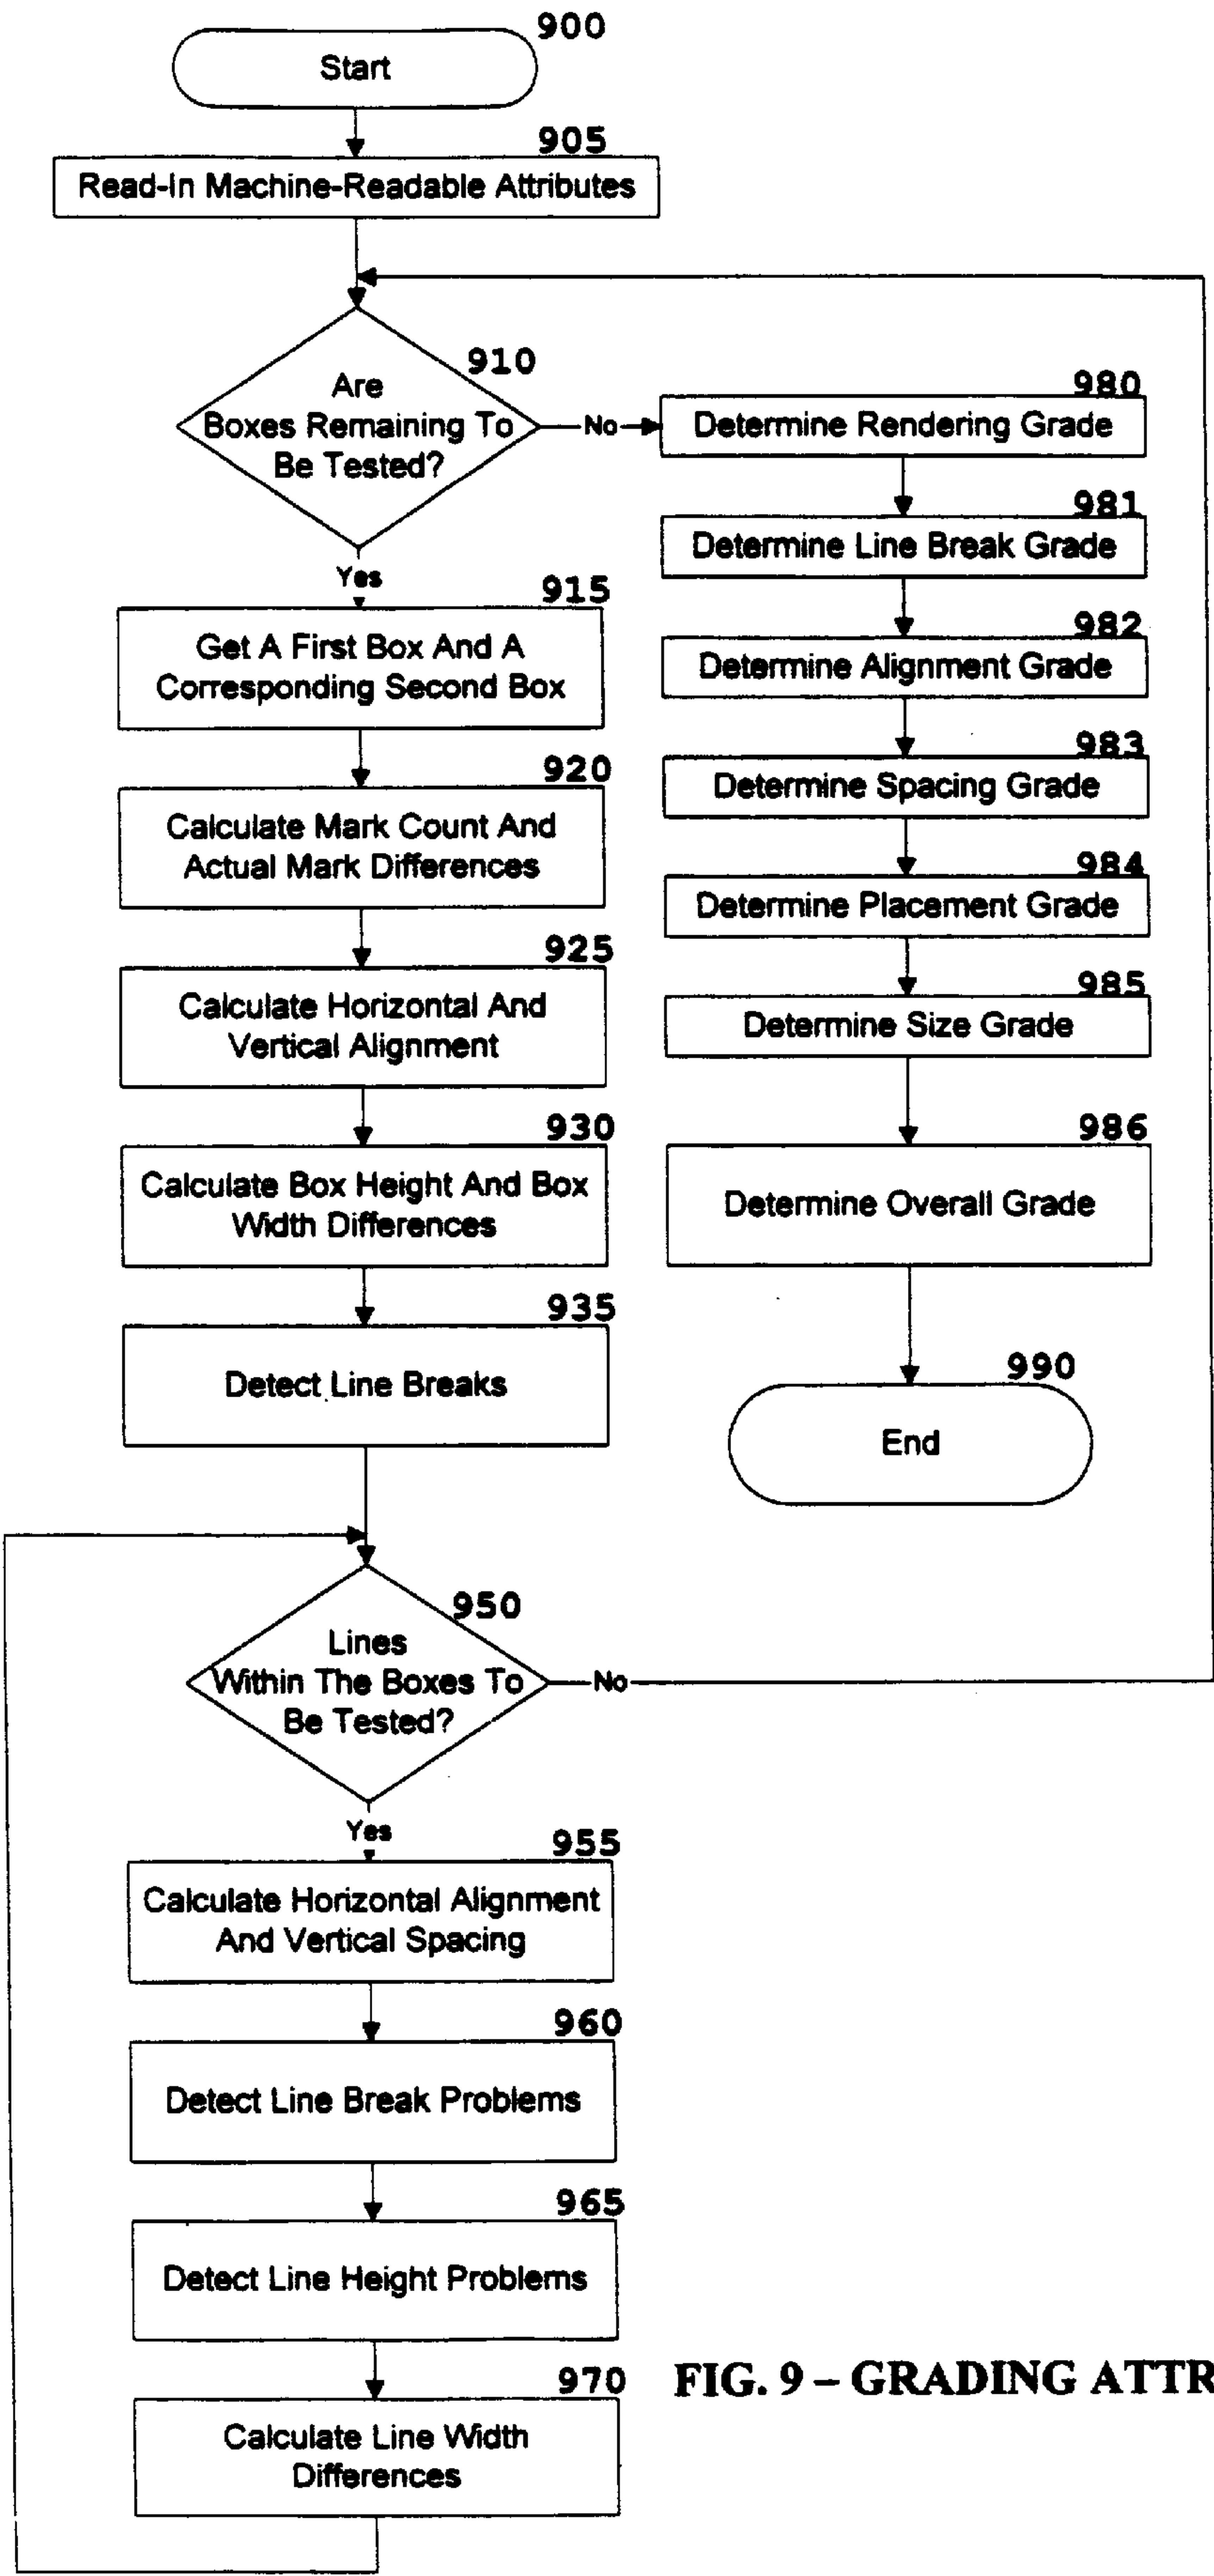 900
Start
905
Read-In Machine-Readable Attributes
910
Are
Boxes Remaining To
Be Tested?
No
Yes
915
Get A First Box And A
Corresponding Second Box
920
Calculate Mark Count And
Actual Mark Differences
925
Calculate Horizontal And
Vertical Alignment
930
Calculate Box Height And Box
Width Differences
935
Detect Line Breaks
950
Lines
Within The Boxes To
Be Tested?
No
Yes
955
Calculate Horizontal Alignment
And Vertical Spacing
960
Detect Line Break Problems
965
Detect Line Height Problems
970
Calculate Line Width
Differences
980
Determine Rendering Grade
981
Determine Line Break Grade
982
Determine Alignment Grade
983
Determine Spacing Grade
984
Determine Placement Grade
985
Determine Size Grade
986
Determine Overall Grade
990
End
FIG. 9 – GRADING ATTR